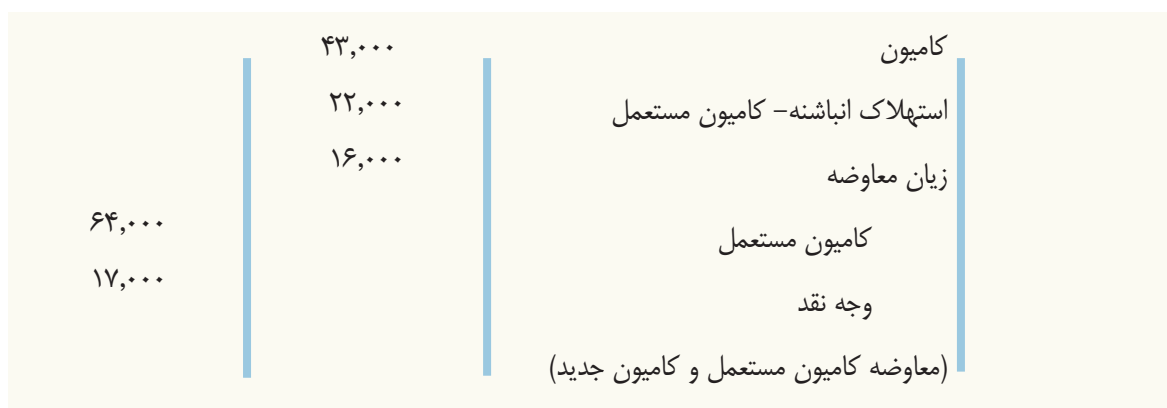 کامیون ۴۳,۰۰۰
استهلاک انباشنه– کامیون مستعمل ۲۲,۰۰۰
زیان معاوضه ۱۶,۰۰۰
کامیون مستعمل ۶۴,۰۰۰
وجه نقد ۱۷,۰۰۰
(معاوضه کامیون مستعمل و کامیون جدید)